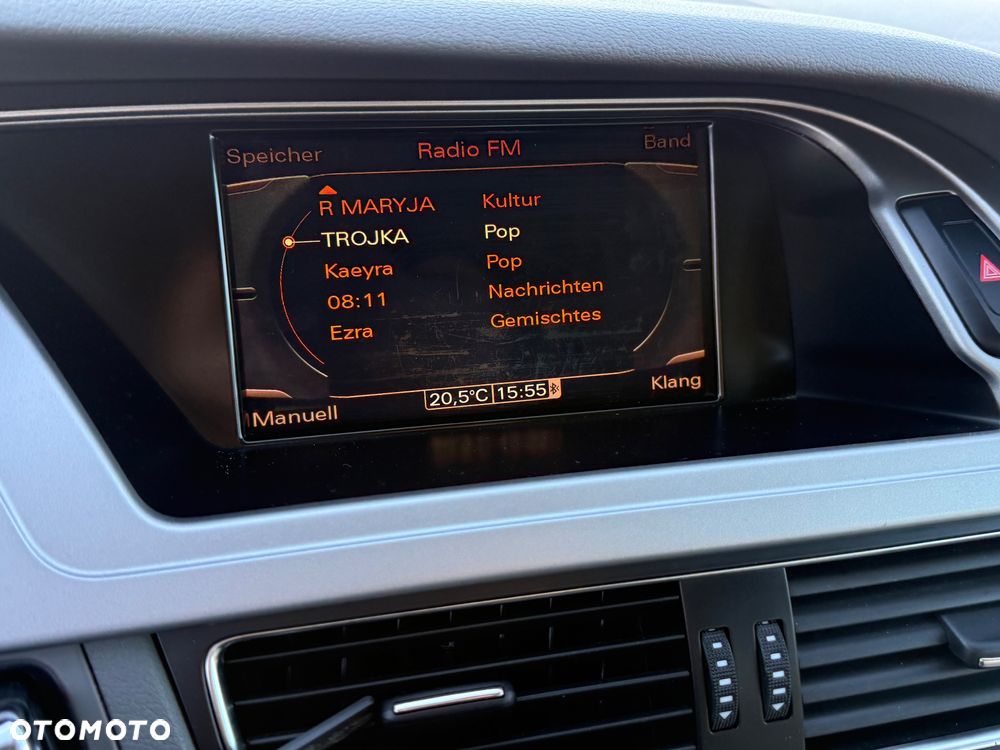 Speicher Radio FM Band
R MARYJA Kultur
TROJKA Pop
Kaeyra Pop
08:11 Nachrichten
Ezra Gemischtes
Manuell 20,5°C 15:55 Klang
OTOMOTO